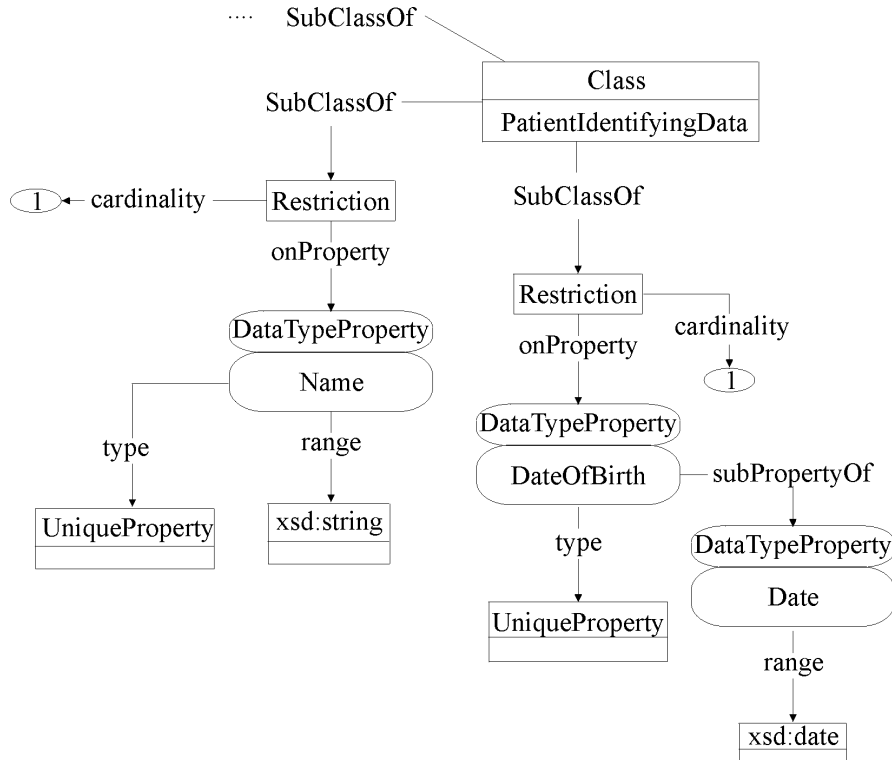 .... SubClassOf
Class
SubClassOf
PatientIdentifyingData
1 cardinality Restriction
SubClassOf
onProperty
Restriction
cardinality
DataTypeProperty
onProperty
Name
1
DataTypeProperty
type
range
DateOfBirth
subPropertyOf
UniqueProperty
xsd:string
type
DataTypeProperty
Date
UniqueProperty
range
xsd:date